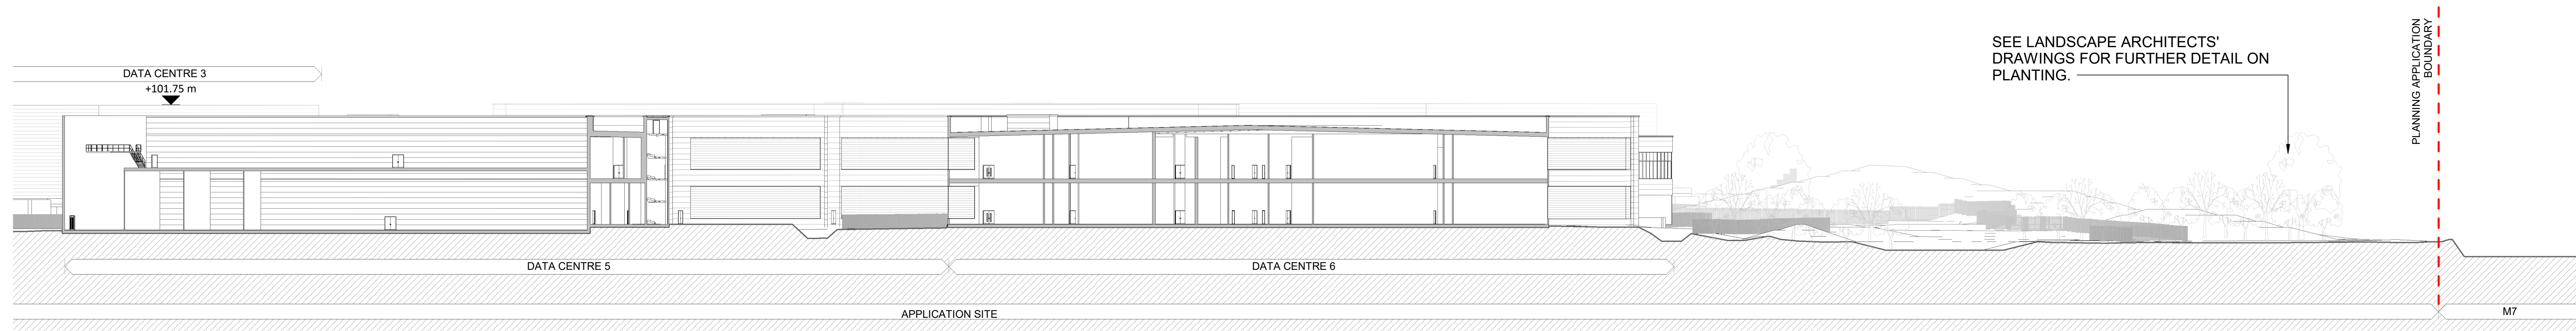 DATA CENTRE 3
+101.75 m
SEE LANDSCAPE ARCHITECTS'
DRAWINGS FOR FURTHER DETAIL ON
PLANTING.
PLANNING APPLICATION
BOUNDARY
DATA CENTRE 5
DATA CENTRE 6
APPLICATION SITE
M7